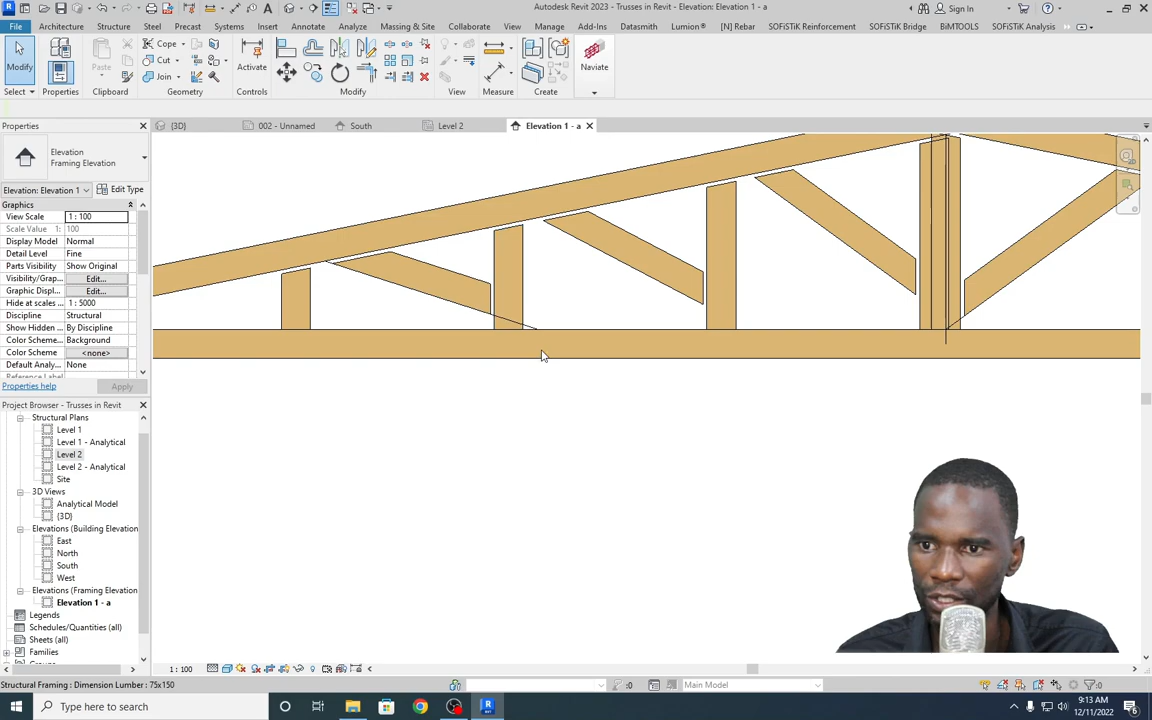 Autodesk Revit 2023 - Trusses in Revit - Elevation: Elevation 1 - a
Sign In
File Architecture Structure Steel Precast Systems Insert Annotate Analyze Massing & Site Collaborate View Manage Add-Ins Datasmith Lumion® [N] Rebar SOFiSTiK Reinforcement SOFiSTiK Bridge BiMTOOLS SOFiSTiK Analysis
Modify
Paste
Cope
Cut
Join
Activate
Naviate
Select Properties Clipboard Geometry Controls Modify View Measure Create
Properties
{3D}
002 - Unnamed
South
Level 2
Elevation 1 - a
Elevation
Framing Elevation
Elevation: Elevation 1
Edit Type
Graphics
View Scale 1 : 100
Scale Value 1: 100
Display Model Normal
Detail Level Fine
Parts Visibility Show Original
Visibility/Grap... Edit...
Graphic Displ... Edit...
Hide at scales ... 1 : 5000
Discipline Structural
Show Hidden ... By Discipline
Color Scheme ... Background
Color Scheme <none>
Default Analy... None
Properties help
Apply
Project Browser - Trusses in Revit
Structural Plans
Level 1
Level 1 - Analytical
Level 2
Level 2 - Analytical
Site
3D Views
Analytical Model
{3D}
Elevations (Building Elevation
East
North
South
West
Elevations (Framing Elevation
Elevation 1 - a
Legends
Schedules/Quantities (all)
Sheets (all)
Families
1 : 100
Structural Framing : Dimension Lumber : 75x150
:0
Main Model
:0
Type here to search
9:13 AM
12/11/2022
6